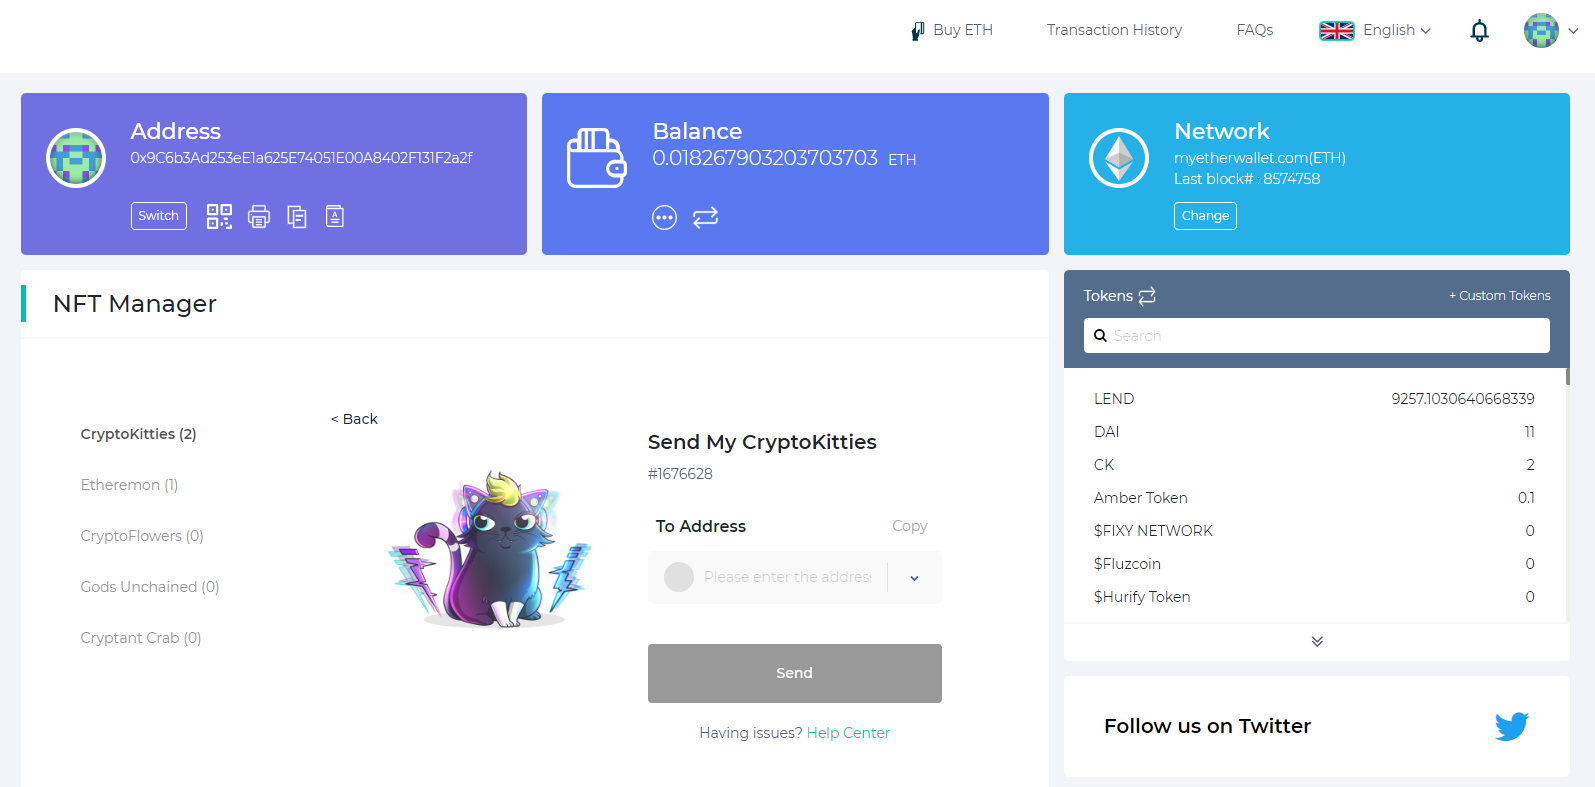 Buy ETH
Transaction History
FAQs
English
Address
0x9C6b3Ad253eE1a625E74051E00A8402F131F2a2f
Switch
Balance
0.018267903203703703 ETH
Network
myetherwallet.com(ETH)
Last block# : 8574758
Change
NFT Manager
CryptoKitties (2)
Etheremon (1)
CryptoFlowers (0)
Gods Unchained (0)
Cryptant Crab (0)
< Back
Send My CryptoKitties
#1676628
To Address
Copy
Please enter the addres
Send
Having issues? Help Center
Tokens
+ Custom Tokens
Search
LEND 9257.1030640668339
DAI 11
CK 2
Amber Token 0.1
$FIXY NETWORK 0
$Fluzcoin 0
$Hurify Token 0
Follow us on Twitter